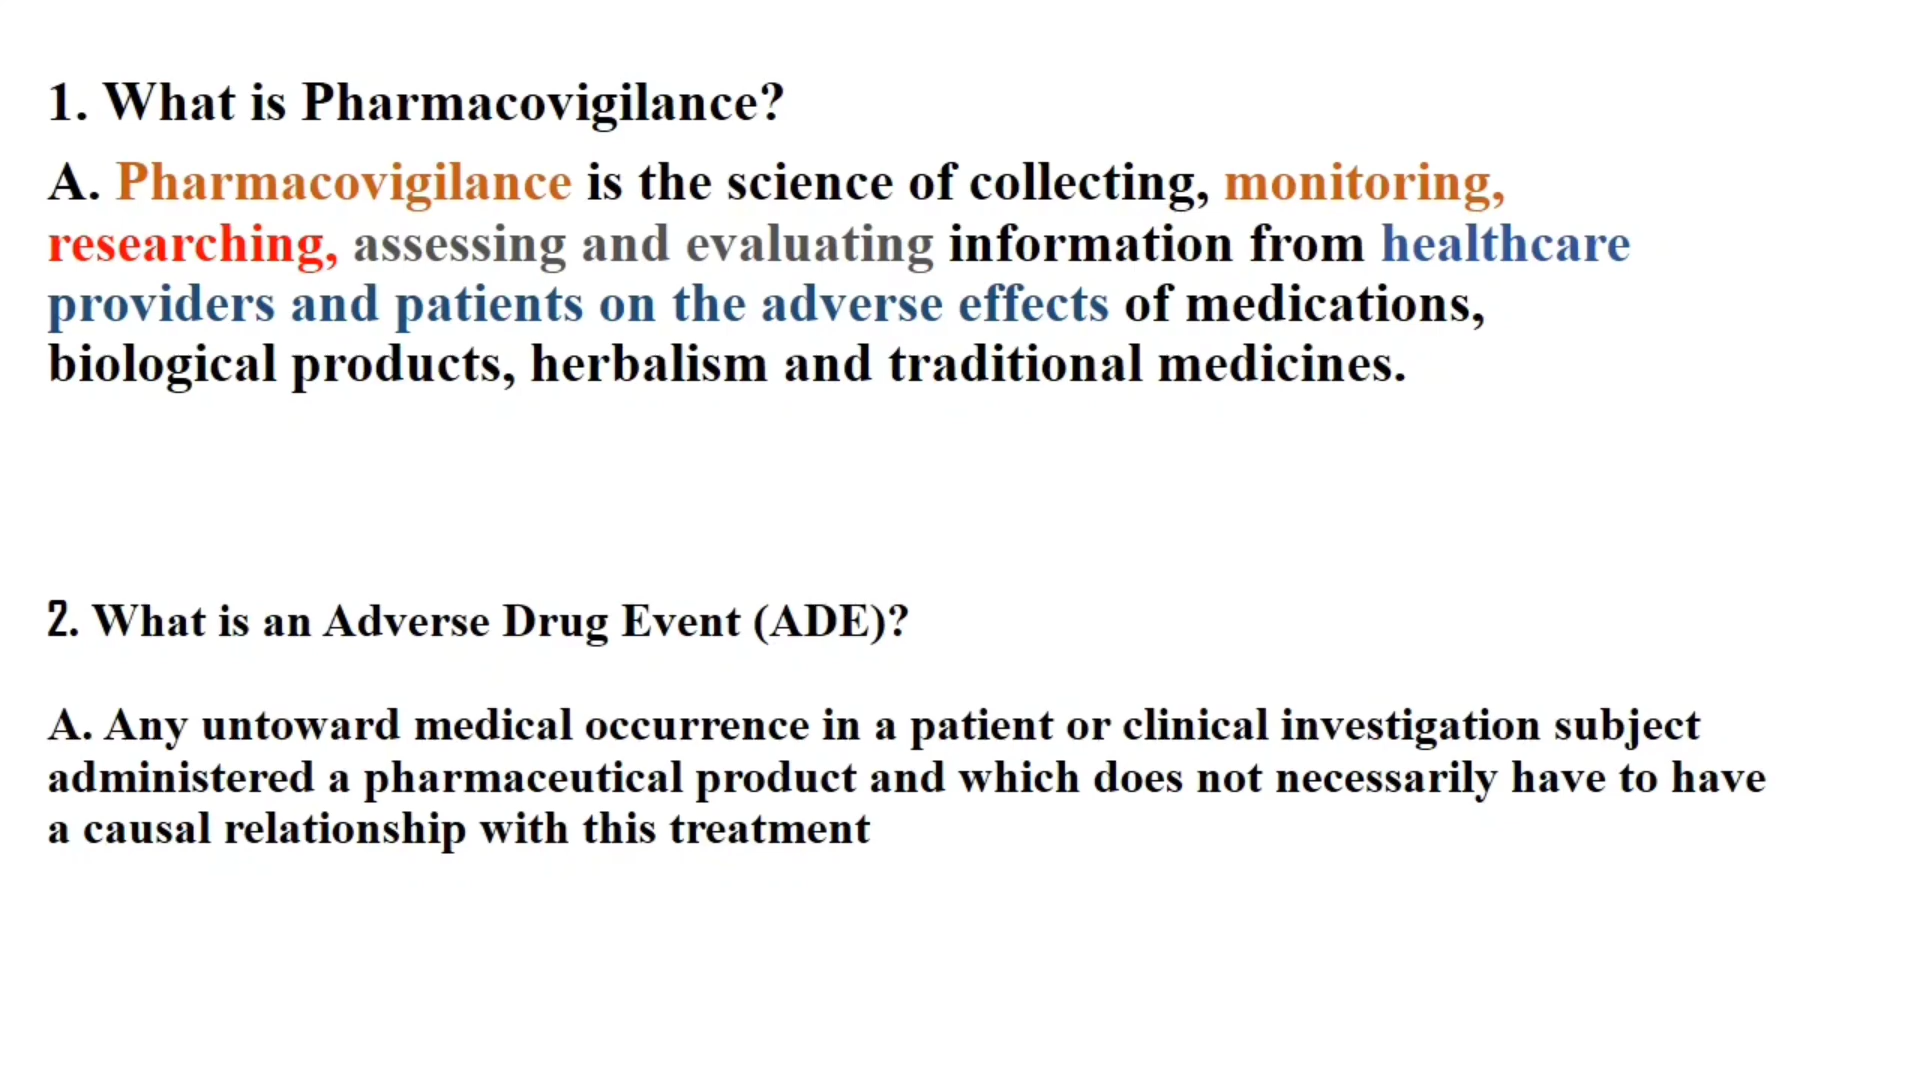 1. What is Pharmacovigilance?
A. Pharmacovigilance is the science of collecting, monitoring,
researching, assessing and evaluating information from healthcare
providers and patients on the adverse effects of medications,
biological products, herbalism and traditional medicines.
2. What is an Adverse Drug Event (ADE)?
A. Any untoward medical occurrence in a patient or clinical investigation subject
administered a pharmaceutical product and which does not necessarily have to have
a causal relationship with this treatment